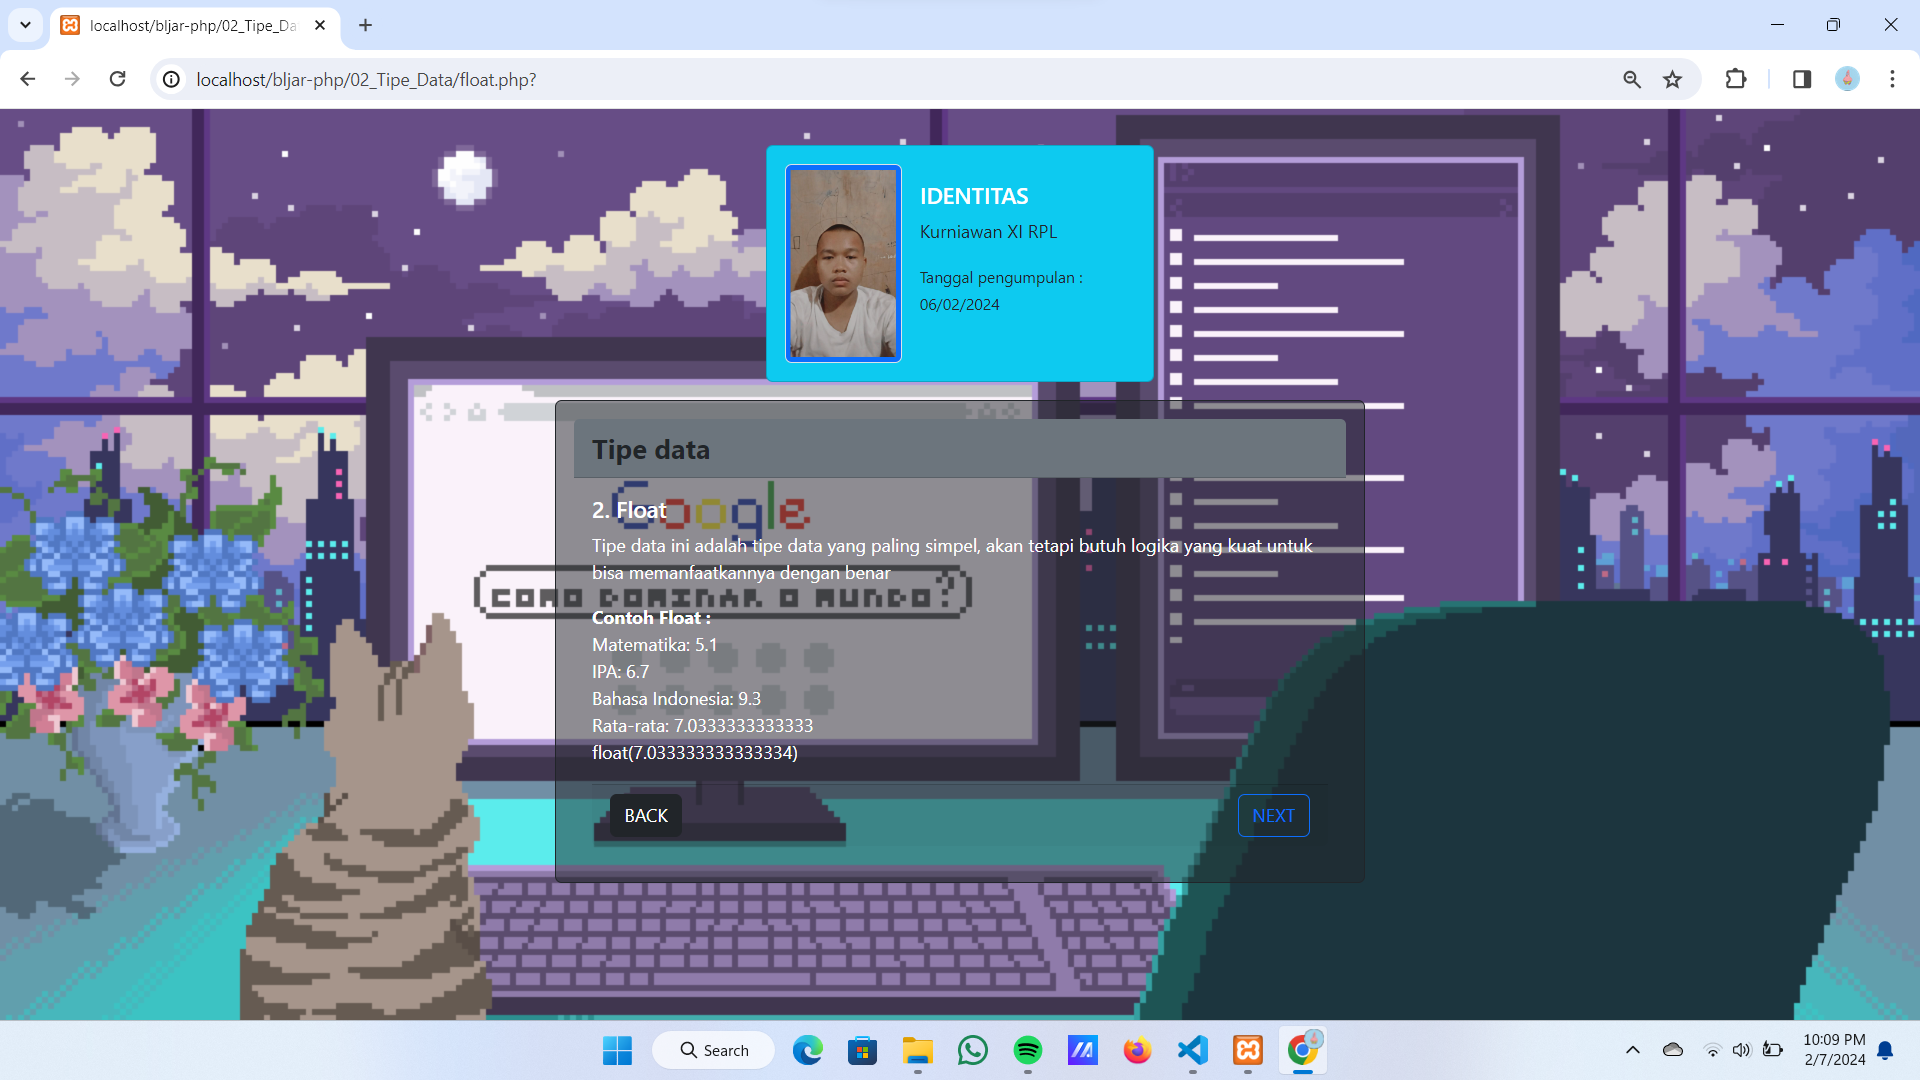 localhost/bljar-php/02_Tipe_Da
localhost/bljar-php/02_Tipe_Data/float.php?
IDENTITAS
Kurniawan XI RPL
Tanggal pengumpulan :
06/02/2024
Tipe data
Google
2. Float
Tipe data ini adalah tipe data yang paling simpel, akan tetapi butuh logika yang kuat untuk
bisa memanfaatkannya dengan benar
COMO DOMINAR O MUNDO?
Contoh Float :
Matematika: 5.1
IPA: 6.7
Bahasa Indonesia: 9.3
Rata-rata: 7.0333333333333
float(7.033333333333334)
BACK
NEXT
Search
10:09 PM
2/7/2024